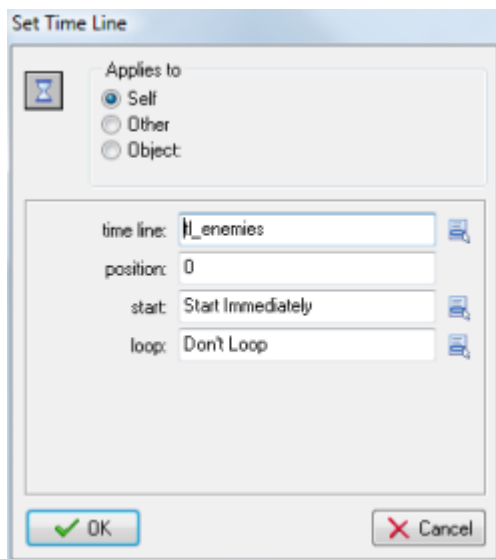 Set Time Line
Applies to
Self
Other
Object:
time line: tl_enemies
position: 0
start: Start Immediately
loop: Don't Loop
OK Cancel